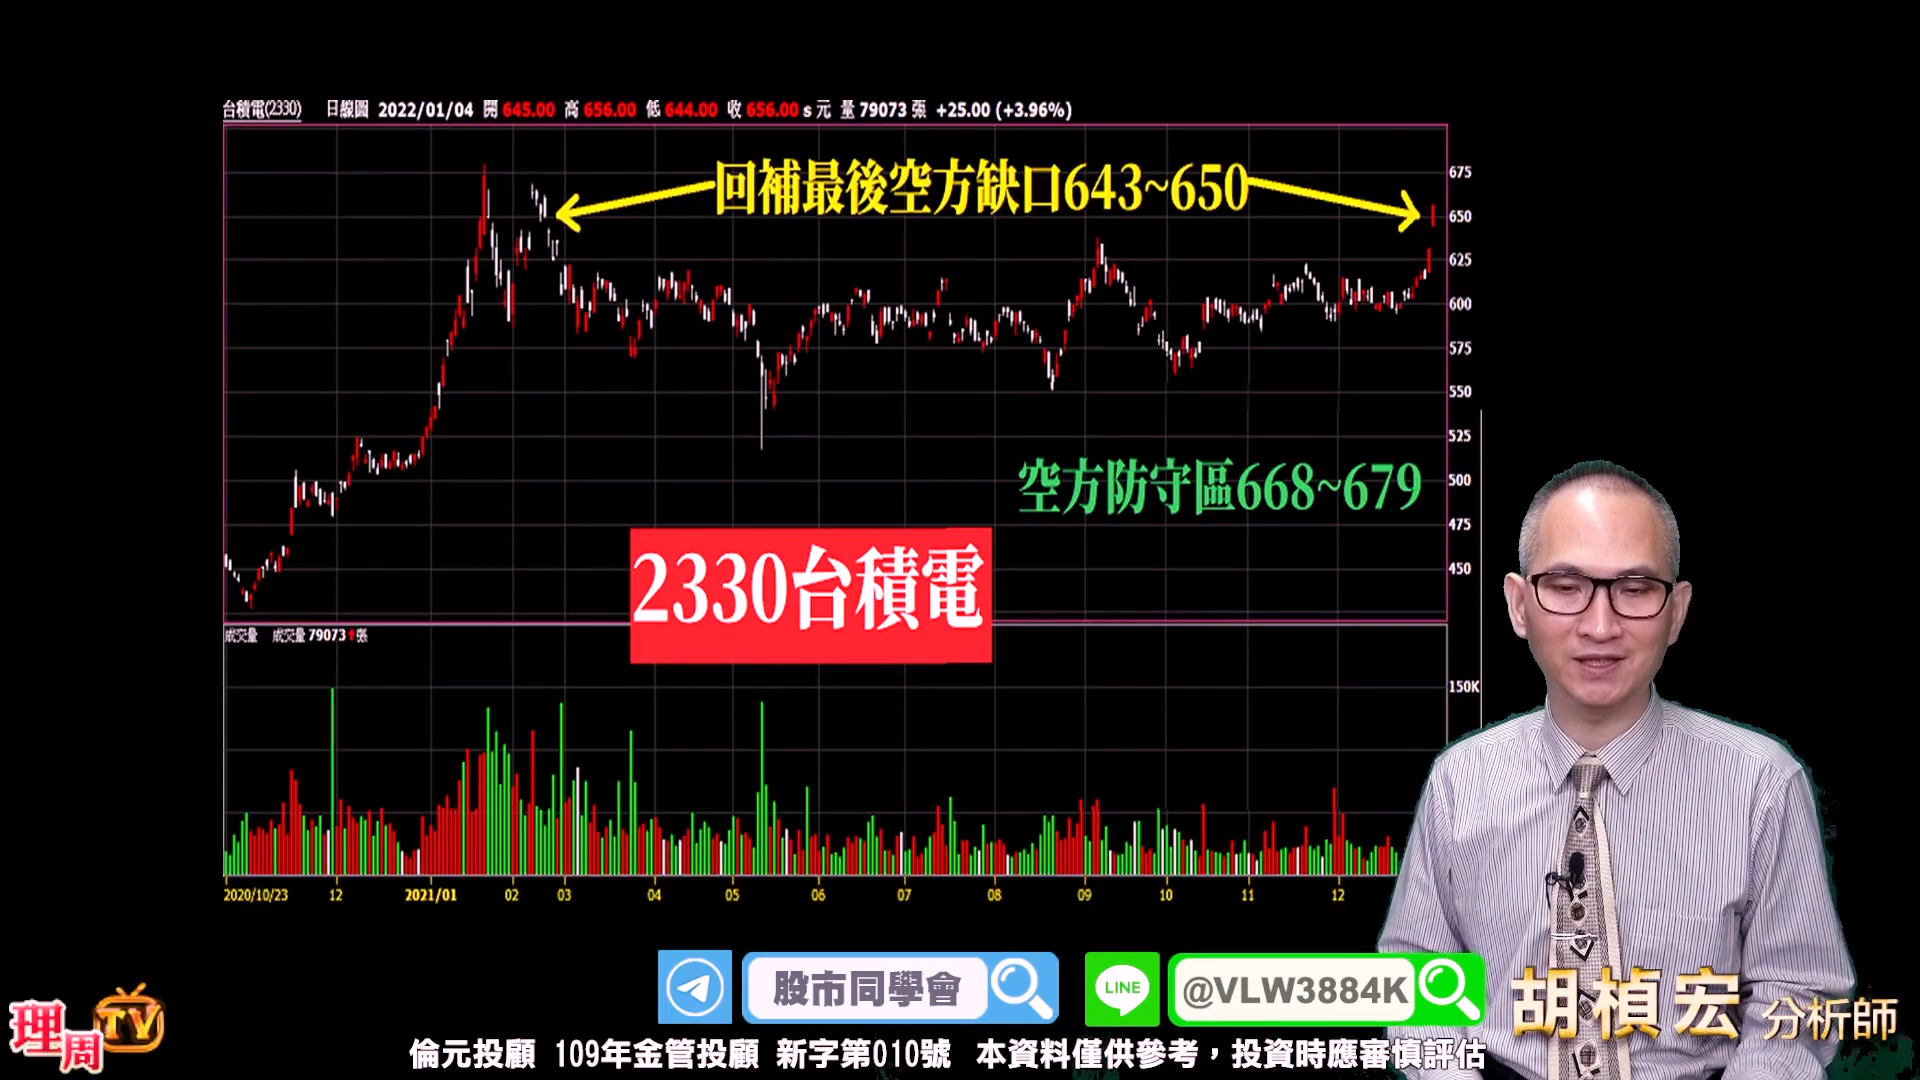 台積電(2330) 日線圖 2022/01/04 開 645.00 高 656.00 低 644.00 收 656.00 s 元 量 79073 張 +25.00 (+3.96%)
回補最後空方缺口643~650
675
650
625
600
575
550
525
500
475
450
空方防守區668~679
2330台積電
成交量 成交量 79073↑張
150K
2020/10/23 12 2021/01 02 03 04 05 06 07 08 09 10 11 12
股市同學會
LINE
@VLW3884K
胡楨宏 分析師
理周TV
倫元投顧 109年金管投顧 新字第010號 本資料僅供參考，投資時應審慎評估